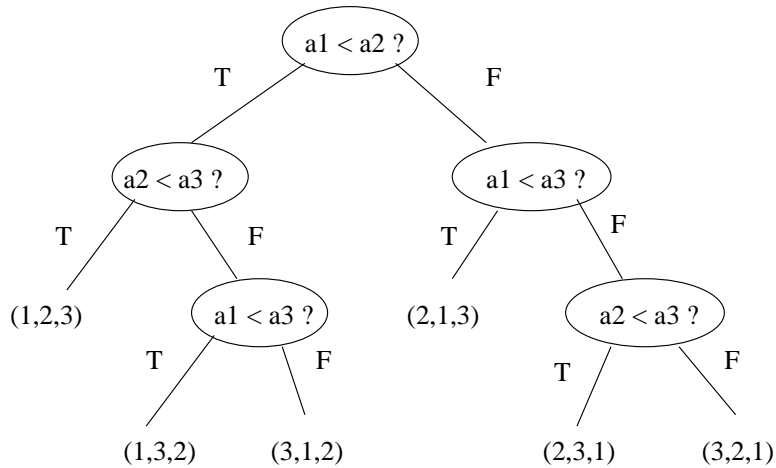 a1 < a2 ?
T
F
a2 < a3 ?
a1 < a3 ?
T
F
T
F
(1,2,3)
a1 < a3 ?
(2,1,3)
a2 < a3 ?
T
F
T
F
(1,3,2)
(3,1,2)
(2,3,1)
(3,2,1)